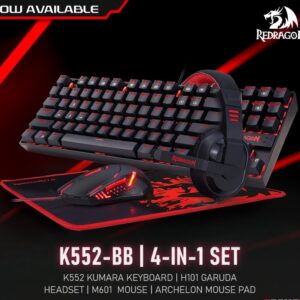 OW AVAILABLE
REDRAGON
REDRAGON
K552-BB | 4-IN-1 SET
K552 KUMARA KEYBOARD | H101 GARUDA
HEADSET | M601 MOUSE | ARCHELON MOUSE PAD